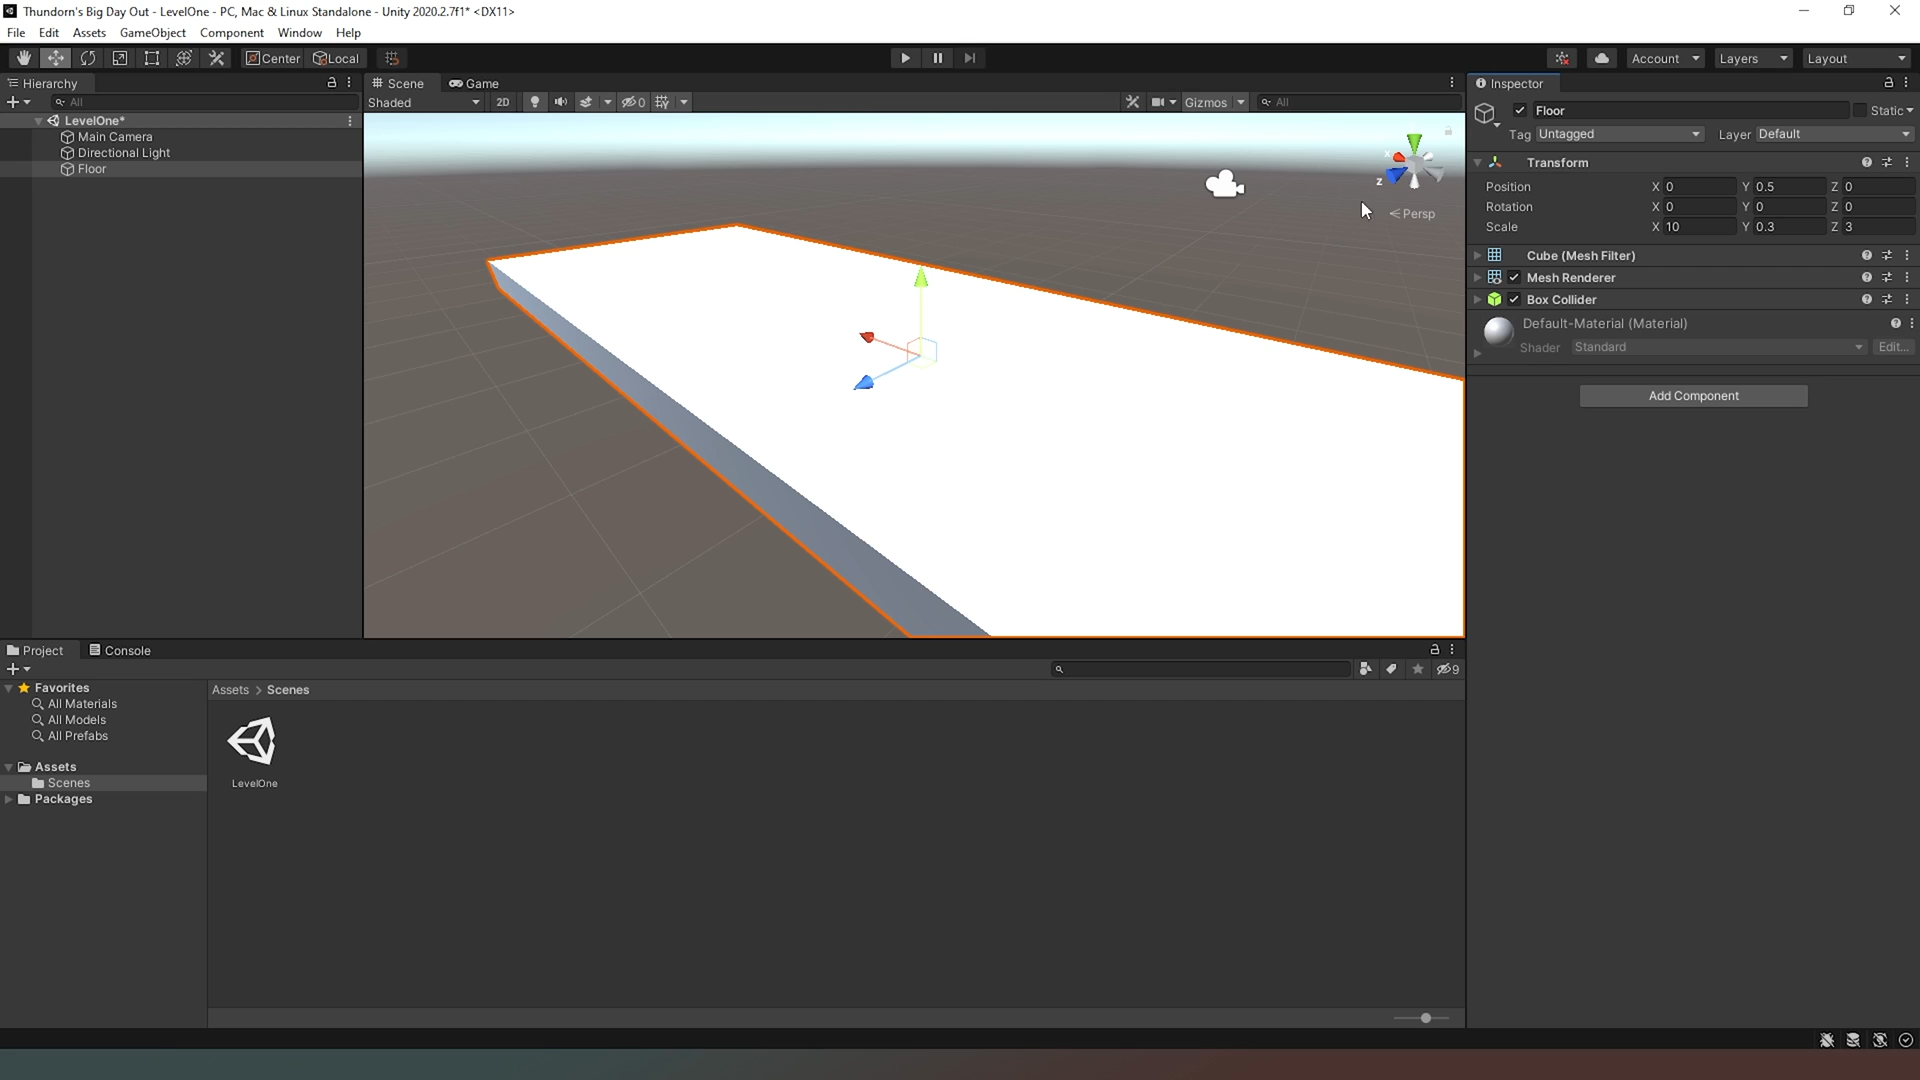 Thundorn's Big Day Out - LevelOne - PC, Mac & Linux Standalone - Unity 2020.2.7f1* <DX11>
File Edit Assets GameObject Component Window Help
Center Local Account Layers Layout
Hierarchy
All
LevelOne*
Main Camera
Directional Light
Floor
Scene Game
Shaded 2D 0 Gizmos All
x
z
Persp
Inspector
Floor Static
Tag Untagged Layer Default
Transform
Position X 0 Y 0.5 Z 0
Rotation X 0 Y 0 Z 0
Scale X 10 Y 0.3 Z 3
Cube (Mesh Filter)
Mesh Renderer
Box Collider
Default-Material (Material)
Shader Standard Edit...
Add Component
Project Console
9
Favorites
All Materials
All Models
All Prefabs
Assets
Scenes
Packages
Assets > Scenes
LevelOne